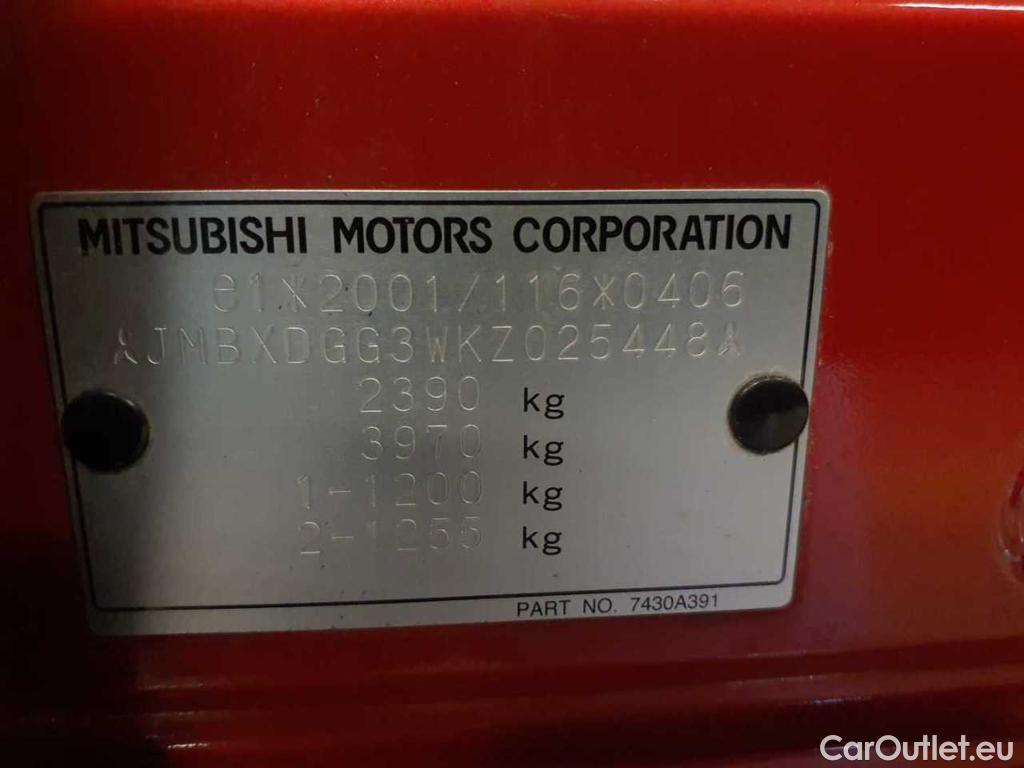 MITSUBISHI MOTORS CORPORATION
e1*2001/116*0406
JMBXDGG3WKZ025448
2390 kg
3970 kg
1-1200 kg
2-1255 kg
PART NO. 7430A391
CarOutlet.eu